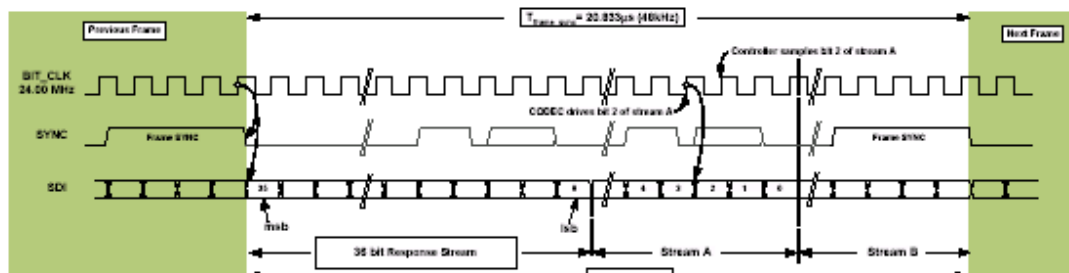 T frame_sync = 20.833µs (48kHz)
Previous Frame
Next Frame
Controller samples bit 2 of stream A
BIT_CLK
24.00 MHz
CODEC drives bit 2 of stream A
SYNC
Frame SYNC
Frame SYNC
SDI
35
0
4
3
2
1
0
msb
lsb
36 bit Response Stream
Stream A
Stream B